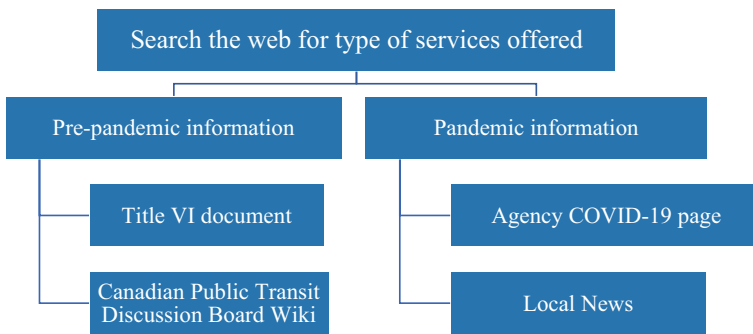 Search the web for type of services offered
Pre-pandemic information
Pandemic information
Title VI document
Agency COVID-19 page
Canadian Public Transit
Discussion Board Wiki
Local News